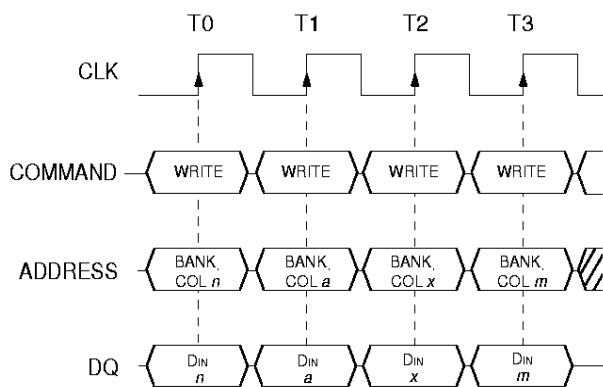 T0 T1 T2 T3
CLK
COMMAND WRITE WRITE WRITE WRITE
ADDRESS BANK, COL n BANK, COL a BANK, COL x BANK, COL m
DQ DIN n DIN a DIN x DIN m